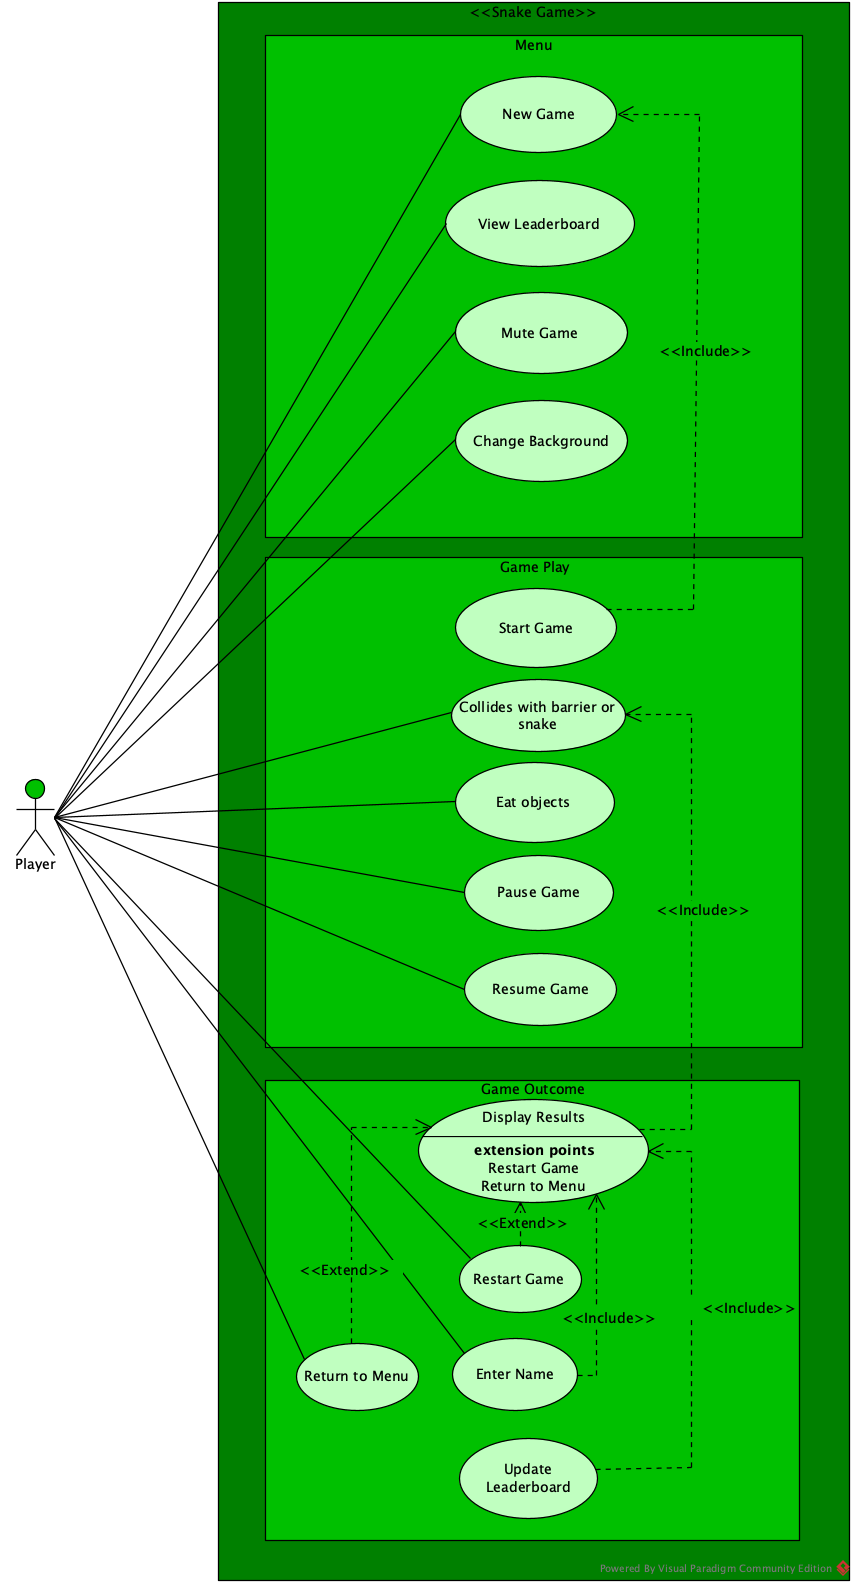 <<Snake Game>>
Menu
New Game
View Leaderboard
Mute Game
<<Include>>
Change Background
Game Play
Start Game
Collides with barrier or
snake
Eat objects
Player
Pause Game
<<Include>>
Resume Game
Game Outcome
Display Results
extension points
Restart Game
Return to Menu
<<Extend>>
<<Extend>>
Restart Game
<<Include>>
<<Include>>
Return to Menu
Enter Name
Update
Leaderboard
Powered By Visual Paradigm Community Edition